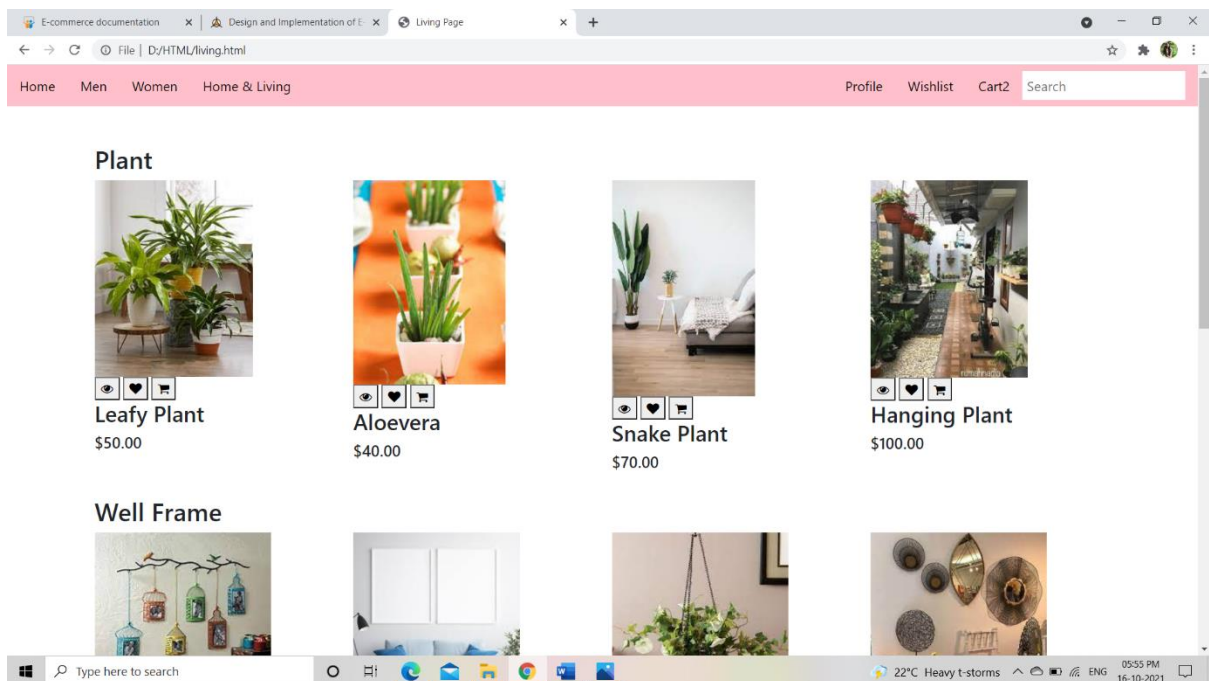 E-commerce documentation
Design and Implementation of E-
Living Page
File | D:/HTML/living.html
Home Men Women Home & Living Profile Wishlist Cart2 Search
Plant
Leafy Plant
$50.00
Aloevera
$40.00
Snake Plant
$70.00
Hanging Plant
$100.00
Well Frame
Type here to search
22°C Heavy t-storms
ENG
05:55 PM
16-10-2021